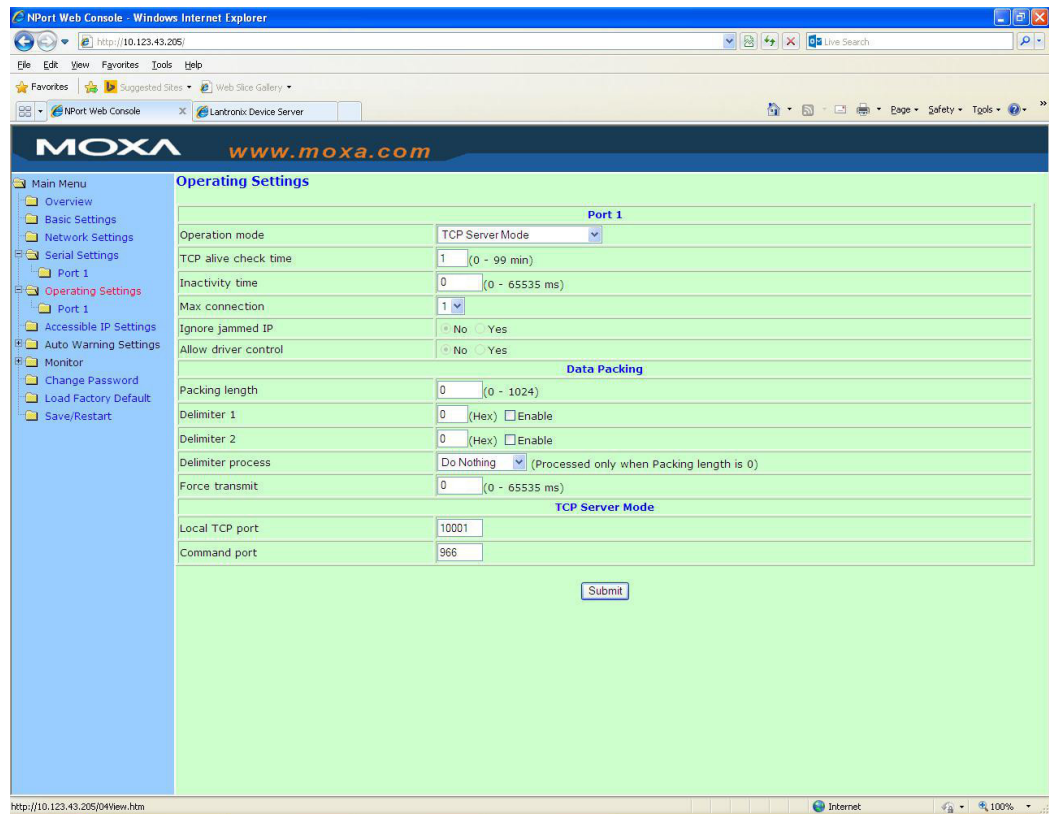 NPort Web Console - Windows Internet Explorer
http://10.123.43.205/
Live Search
File Edit View Favorites Tools Help
Favorites Suggested Sites Web Slice Gallery
NPort Web Console Lantronix Device Server Page Safety Tools
MOXA www.moxa.com
Main Menu
Overview
Basic Settings
Network Settings
Serial Settings
Port 1
Operating Settings
Port 1
Accessible IP Settings
Auto Warning Settings
Monitor
Change Password
Load Factory Default
Save/Restart
Operating Settings
Port 1
Operation mode TCP Server Mode
TCP alive check time 1 (0 - 99 min)
Inactivity time 0 (0 - 65535 ms)
Max connection 1
Ignore jammed IP No Yes
Allow driver control No Yes
Data Packing
Packing length 0 (0 - 1024)
Delimiter 1 0 (Hex) Enable
Delimiter 2 0 (Hex) Enable
Delimiter process Do Nothing (Processed only when Packing length is 0)
Force transmit 0 (0 - 65535 ms)
TCP Server Mode
Local TCP port 10001
Command port 966
Submit
http://10.123.43.205/04View.htm Internet 100%